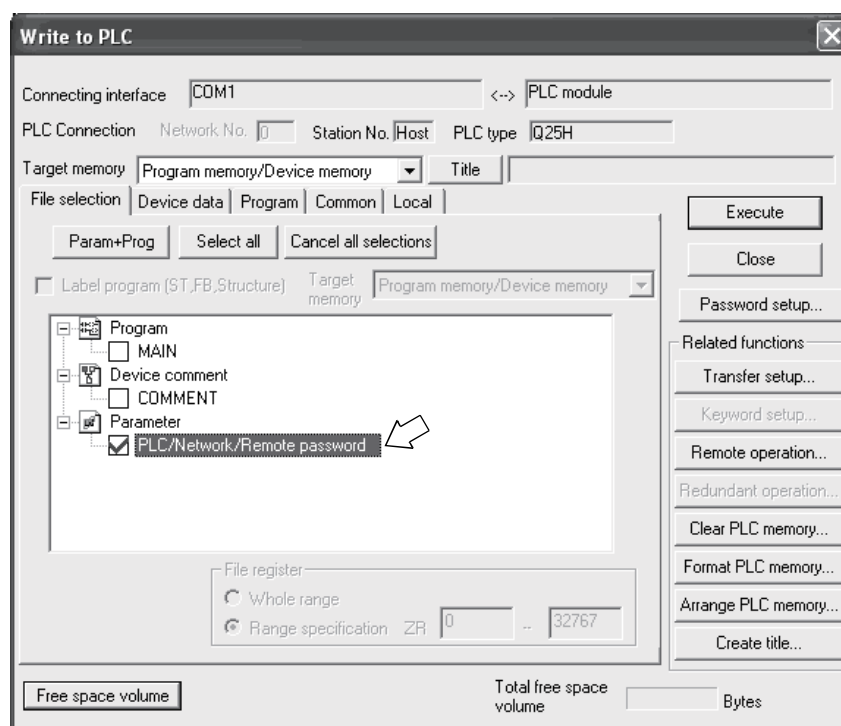 Write to PLC
Connecting interface COM1 <--> PLC module
PLC Connection Network No. 0 Station No. Host PLC type Q25H
Target memory Program memory/Device memory Title
File selection Device data Program Common Local
Param+Prog Select all Cancel all selections
Label program (ST,FB,Structure) Target memory Program memory/Device memory
Program
MAIN
Device comment
COMMENT
Parameter
PLC/Network/Remote password
File register
Whole range
Range specification ZR 0 .. 32767
Execute
Close
Password setup...
Related functions
Transfer setup...
Keyword setup...
Remote operation...
Redundant operation...
Clear PLC memory...
Format PLC memory...
Arrange PLC memory...
Create title...
Free space volume
Total free space
volume Bytes